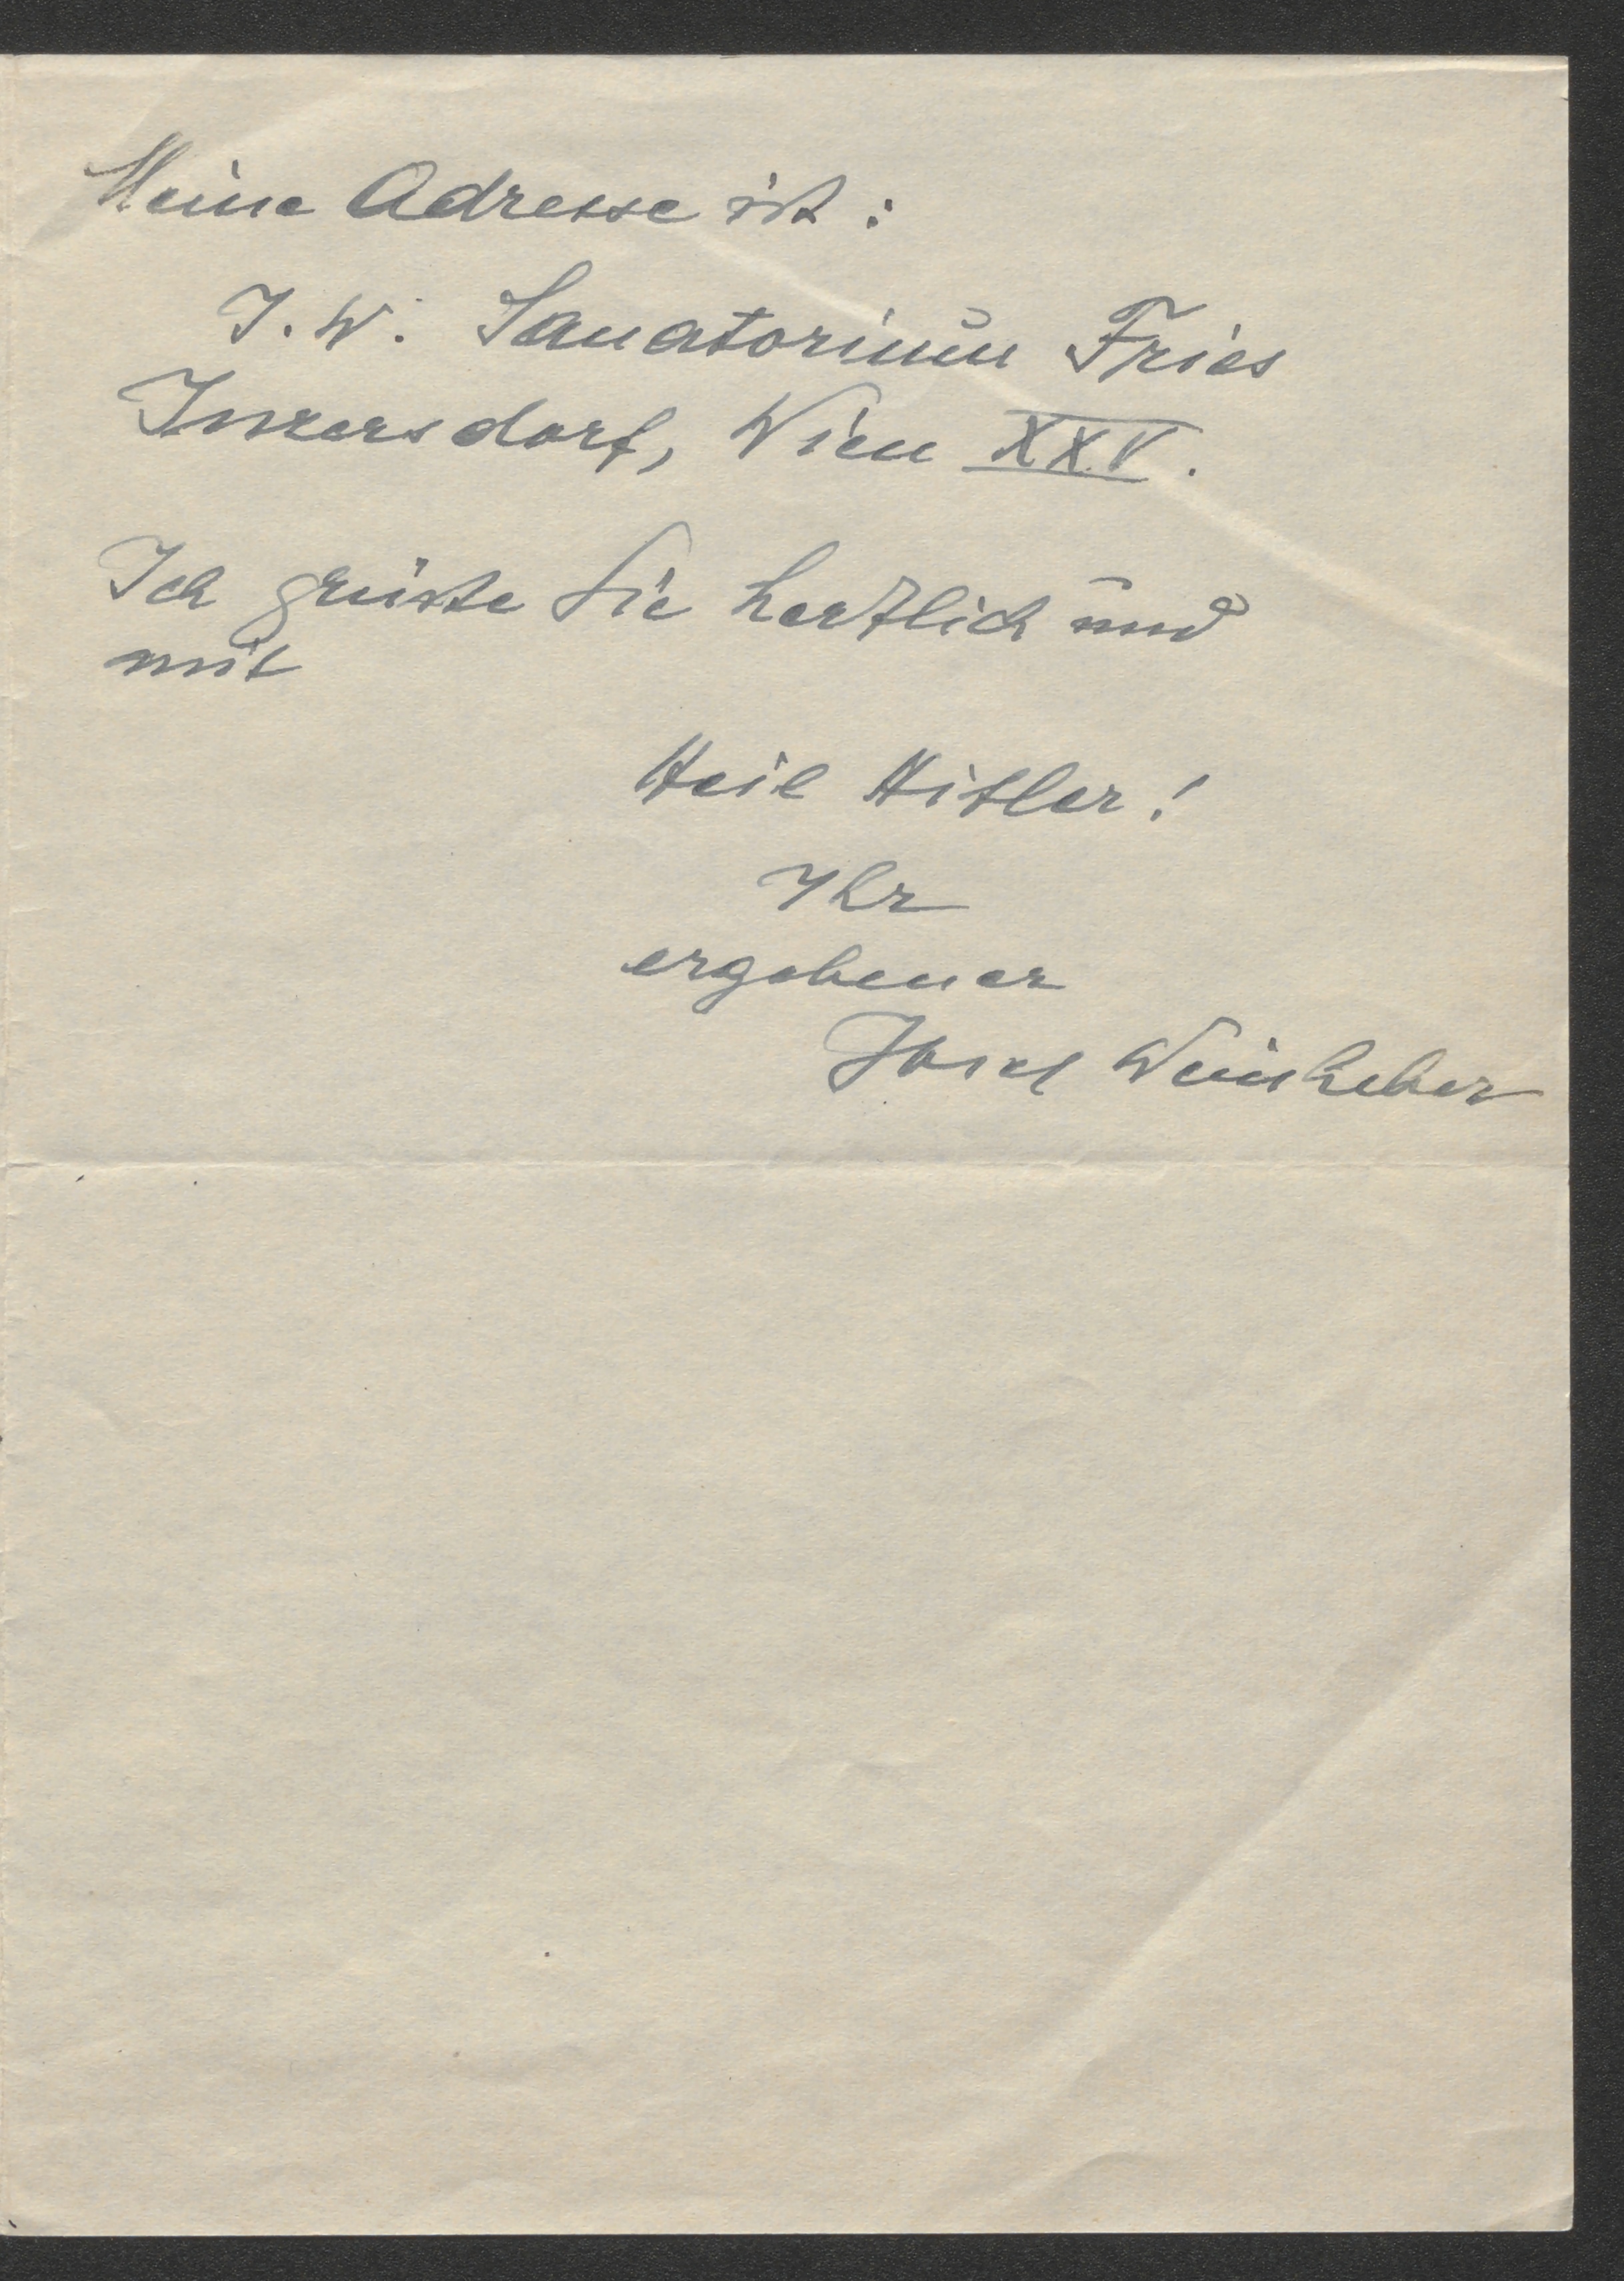 Meine Adresse ist:
J. W. Sanatorium Fries
Inzersdorf, Wien XXV.
Ich grüße Sie herzlich und
mit
Heil Hitler!
Ihr
ergebener
Josef Weinheber